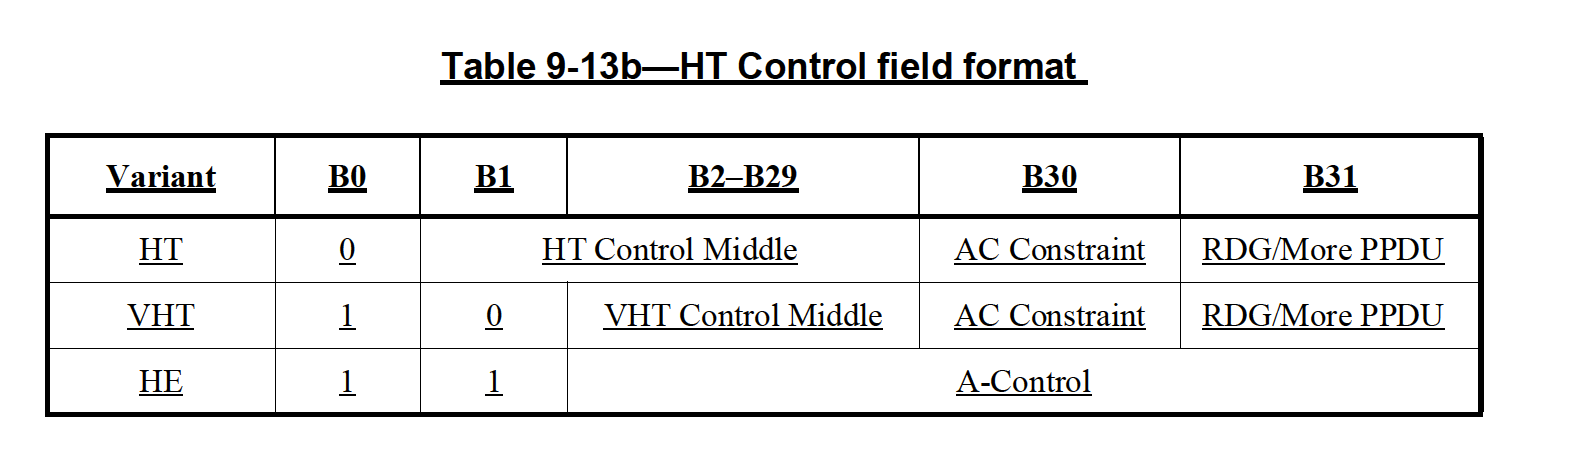 Table 9-13b—HT Control field format
Variant B0 B1 B2–B29 B30 B31
HT 0 HT Control Middle AC Constraint RDG/More PPDU
VHT 1 0 VHT Control Middle AC Constraint RDG/More PPDU
HE 1 1 A-Control